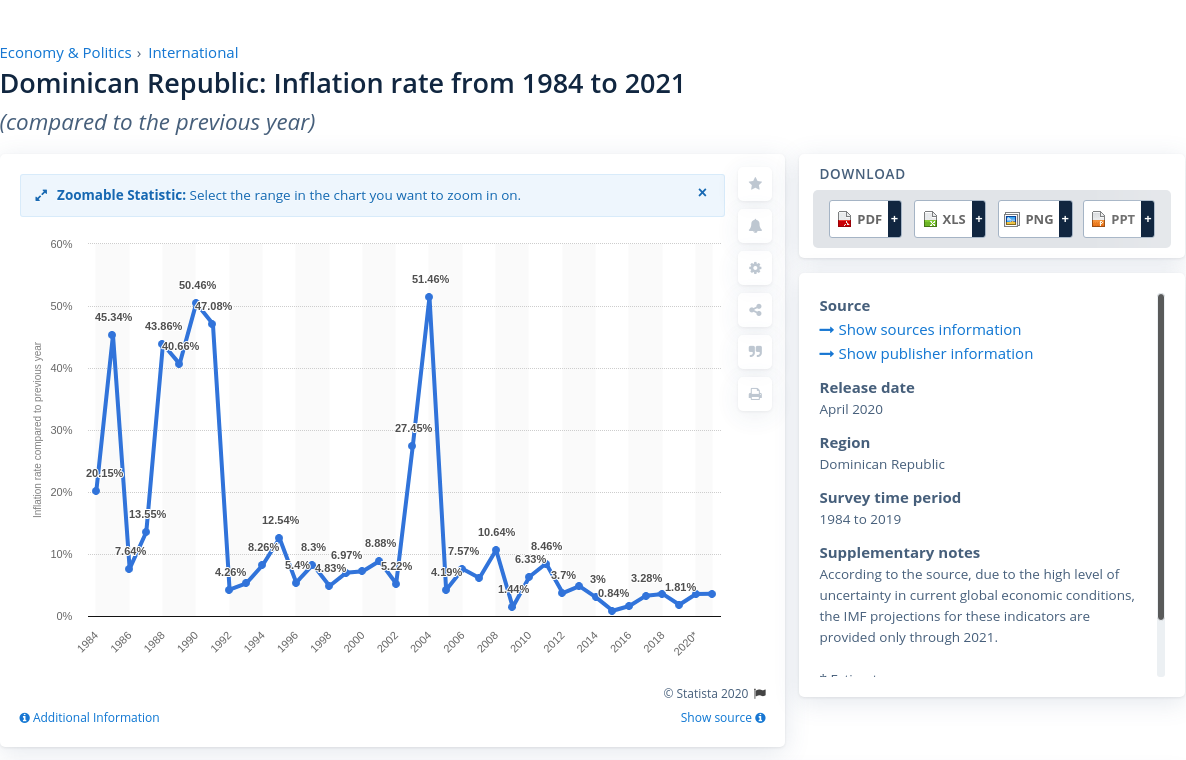 Economy & Politics › International
Dominican Republic: Inflation rate from 1984 to 2021
(compared to the previous year)
Zoomable Statistic: Select the range in the chart you want to zoom in on.
×
Inflation rate compared to previous year
60%
50%
40%
30%
20%
10%
0%
20.15%
45.34%
7.64%
13.55%
43.86%
40.66%
50.46%
47.08%
4.26%
8.26%
12.54%
5.4%
8.3%
4.83%
6.97%
8.88%
5.22%
27.45%
51.46%
4.19%
7.57%
10.64%
1.44%
6.33%
8.46%
3.7%
3%
0.84%
3.28%
1.81%
1984
1986
1988
1990
1992
1994
1996
1998
2000
2002
2004
2006
2008
2010
2012
2014
2016
2018
2020*
© Statista 2020
Additional Information
Show source
DOWNLOAD
PDF + XLS + PNG + PPT +
Source
Show sources information
Show publisher information
Release date
April 2020
Region
Dominican Republic
Survey time period
1984 to 2019
Supplementary notes
According to the source, due to the high level of
uncertainty in current global economic conditions,
the IMF projections for these indicators are
provided only through 2021.